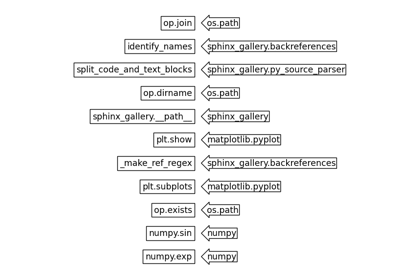 op.join os.path
identify_names sphinx_gallery.backreferences
split_code_and_text_blocks sphinx_gallery.py_source_parser
op.dirname os.path
sphinx_gallery.__path__ sphinx_gallery
plt.show matplotlib.pyplot
_make_ref_regex sphinx_gallery.backreferences
plt.subplots matplotlib.pyplot
op.exists os.path
numpy.sin numpy
numpy.exp numpy